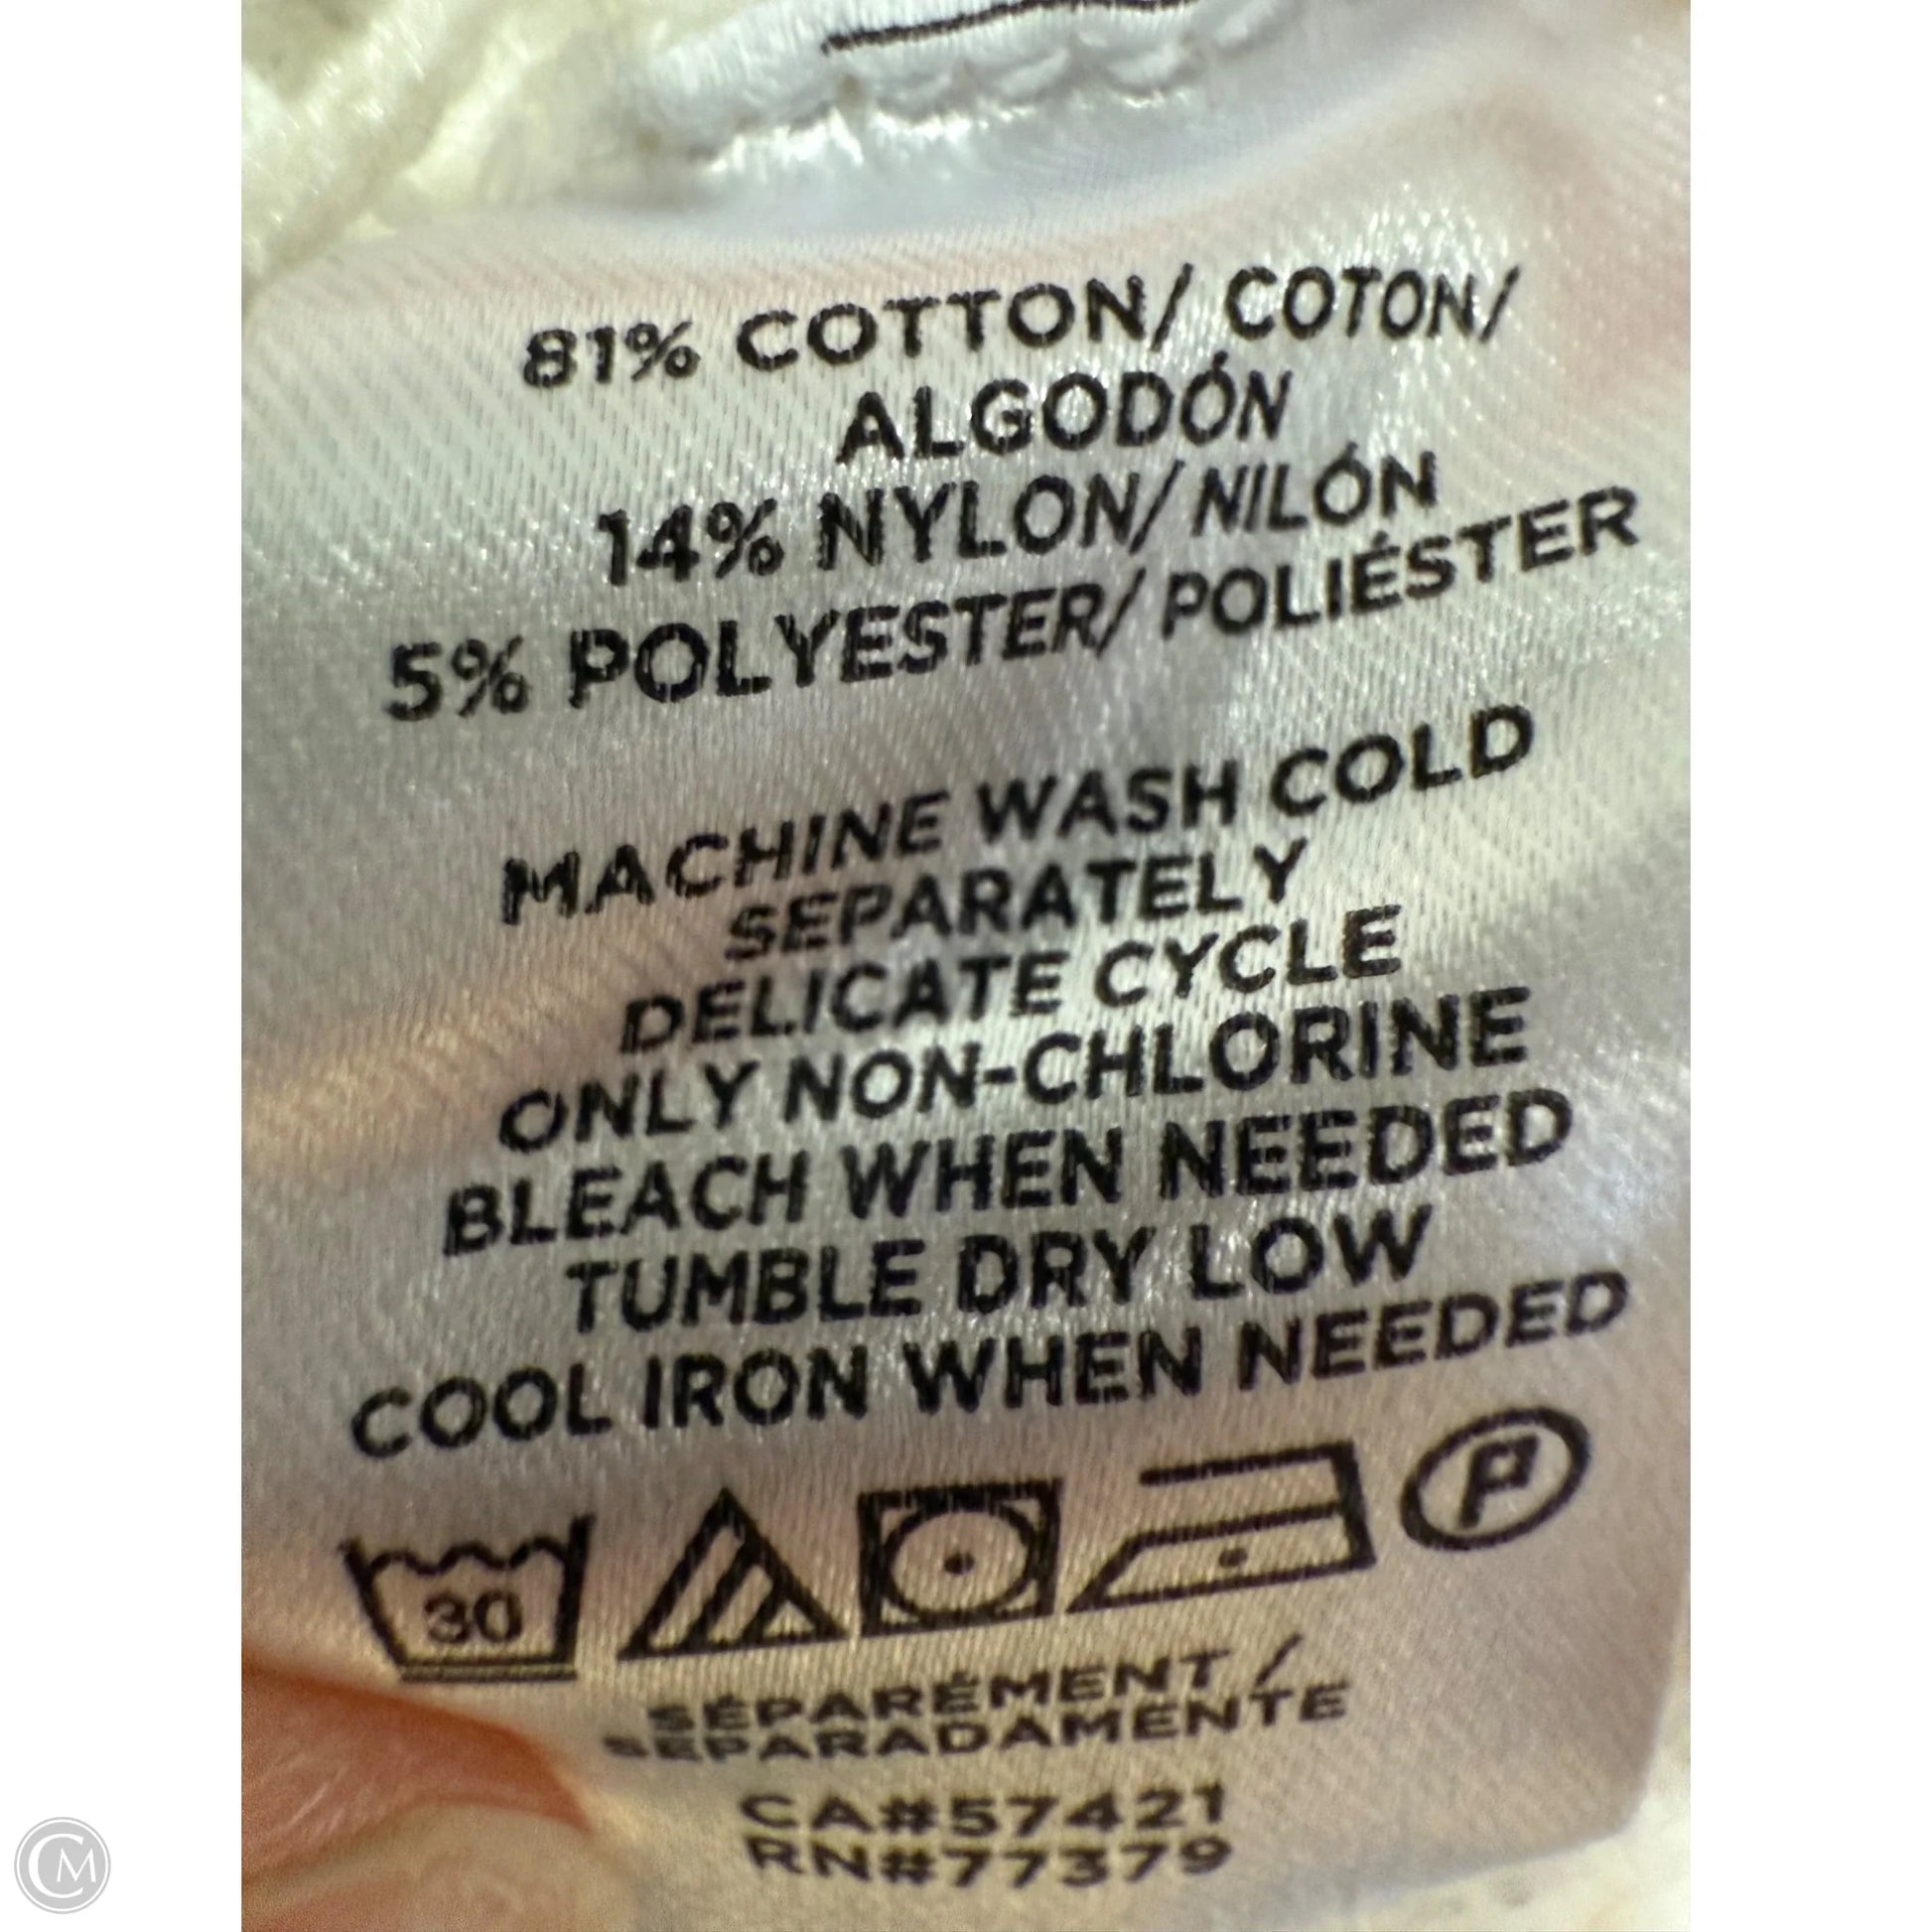 81% COTTON/ COTON/
ALGODÓN
14% NYLON/ NILÓN
5% POLYESTER/ POLIÉSTER
MACHINE WASH COLD
SEPARATELY
DELICATE CYCLE
ONLY NON-CHLORINE
BLEACH WHEN NEEDED
TUMBLE DRY LOW
COOL IRON WHEN NEEDED
30
P
SÉPARÉMENT /
SEPARADAMENTE
CA#57421
RN#77379
CM